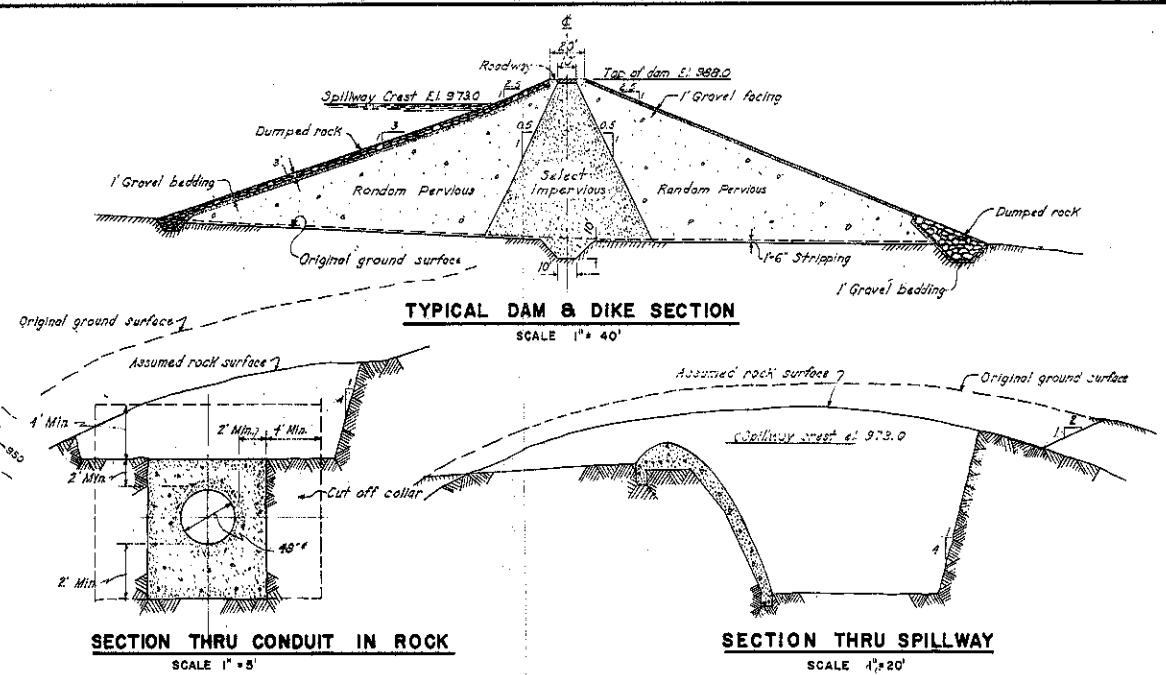 ℄
20'
Roadway
Top of dam El. 988.0
2.5
1
2.5
1
Spillway Crest El. 973.0
1' Gravel facing
3
1
Dumped rock
0.5
1
0.5
1
3'
1' Gravel bedding
Random Pervious
Select
Impervious
Random Pervious
Dumped rock
10'
Original ground surface
10'
1
1'-6" Stripping
1' Gravel bedding
TYPICAL DAM & DIKE SECTION
SCALE 1" = 40'
Original ground surface
Assumed rock surface
4' Min.
2' Min.
4' Min.
950
2' Min.
Cut off collar
48"ø
2' Min.
SECTION THRU CONDUIT IN ROCK
SCALE 1" = 5'
Assumed rock surface
Original ground surface
2
1
Spillway crest el. 973.0
4
SECTION THRU SPILLWAY
SCALE 1" = 20'